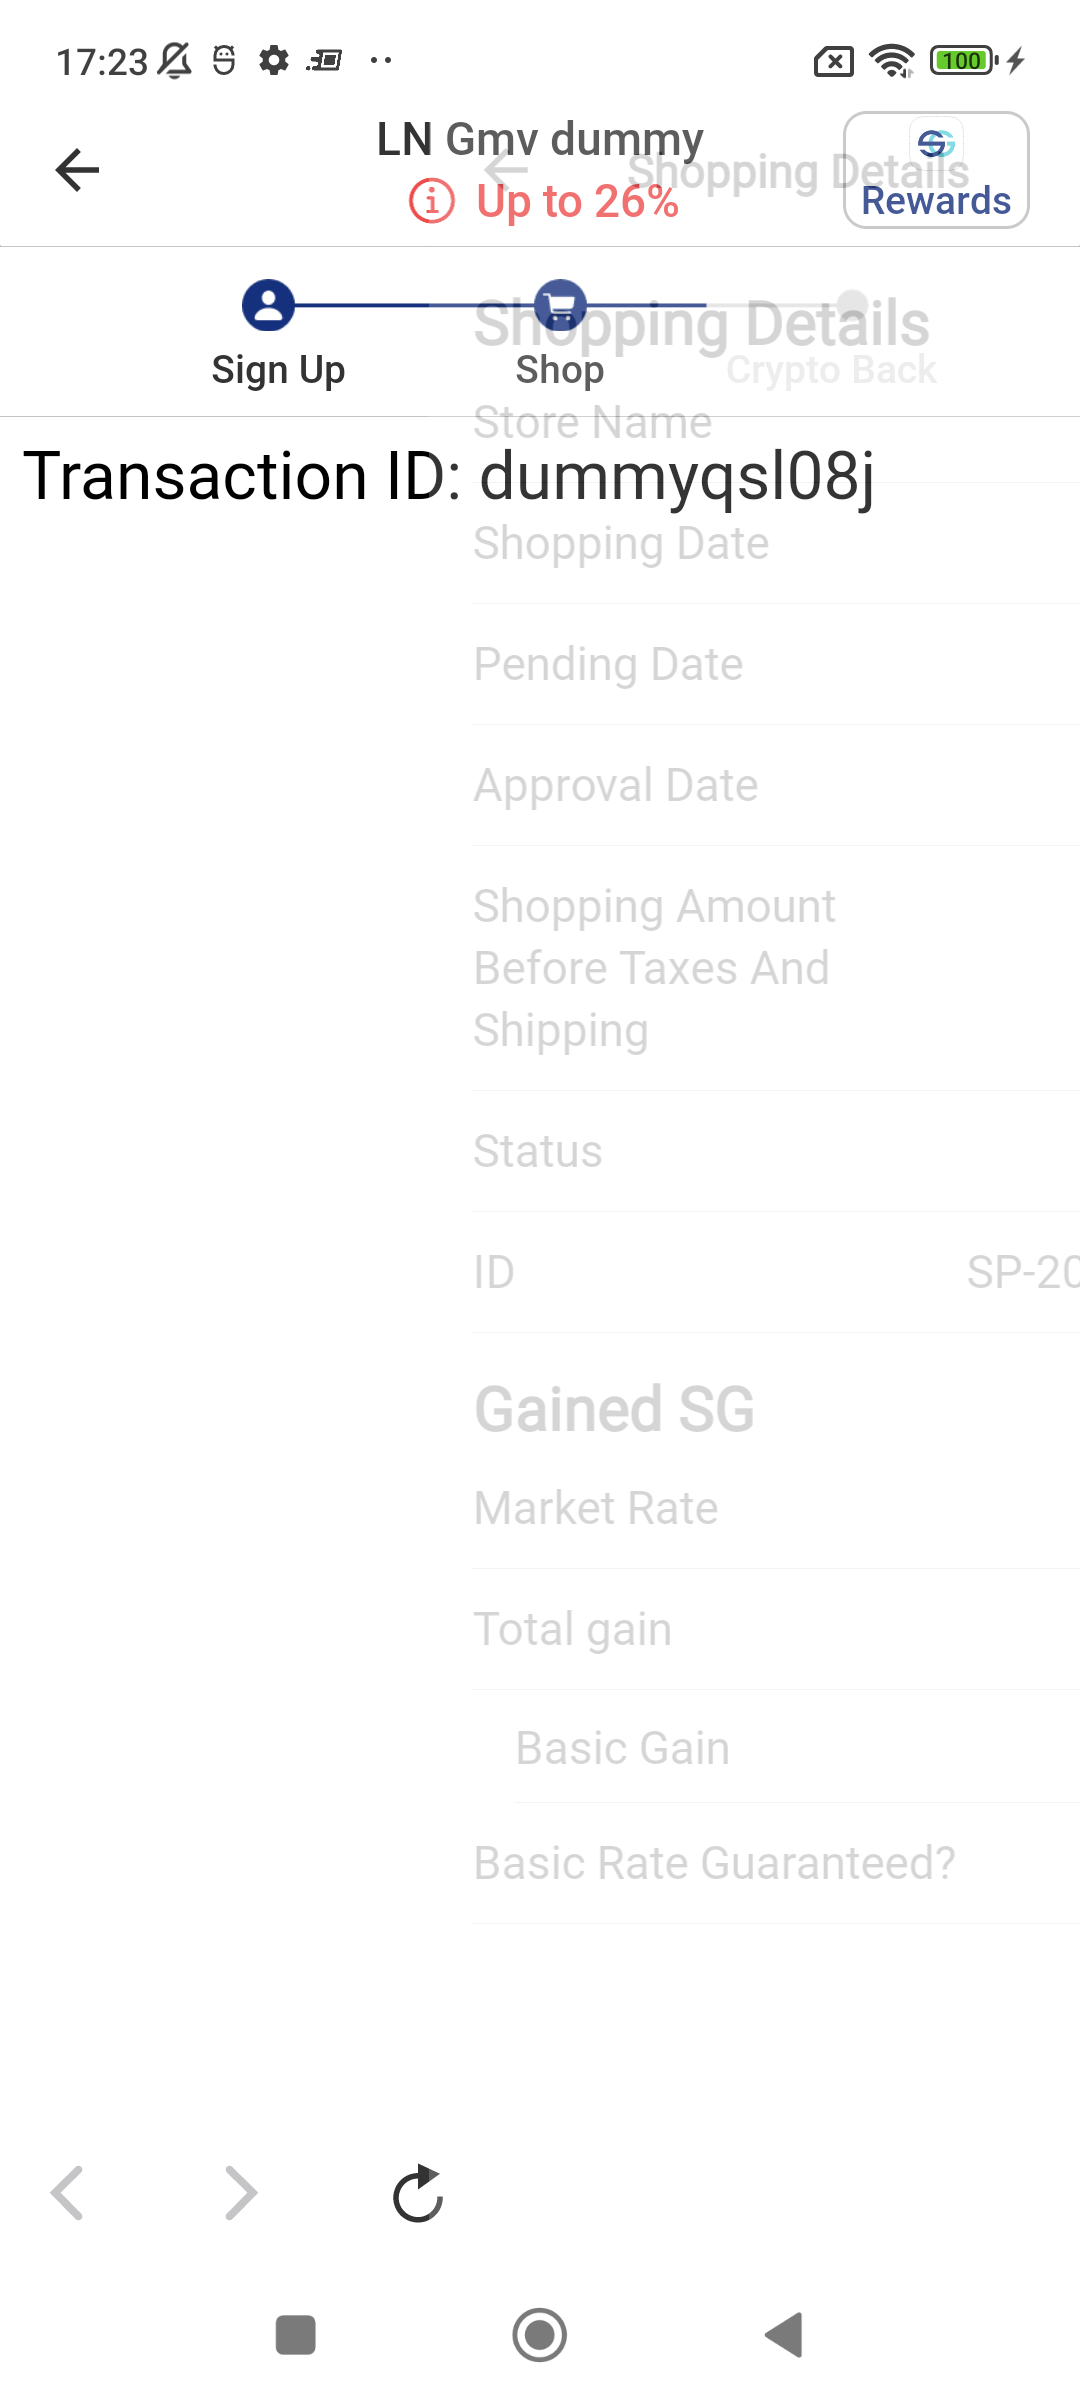 17:23
100
LN Gmv dummy
Shopping Details
Up to 26%
Rewards
Shopping Details
Sign Up
Shop
Crypto Back
Store Name
Transaction ID: dummyqsl08j
Shopping Date
Pending Date
Approval Date
Shopping Amount
Before Taxes And
Shipping
Status
ID
SP-20
Gained SG
Market Rate
Total gain
Basic Gain
Basic Rate Guaranteed?